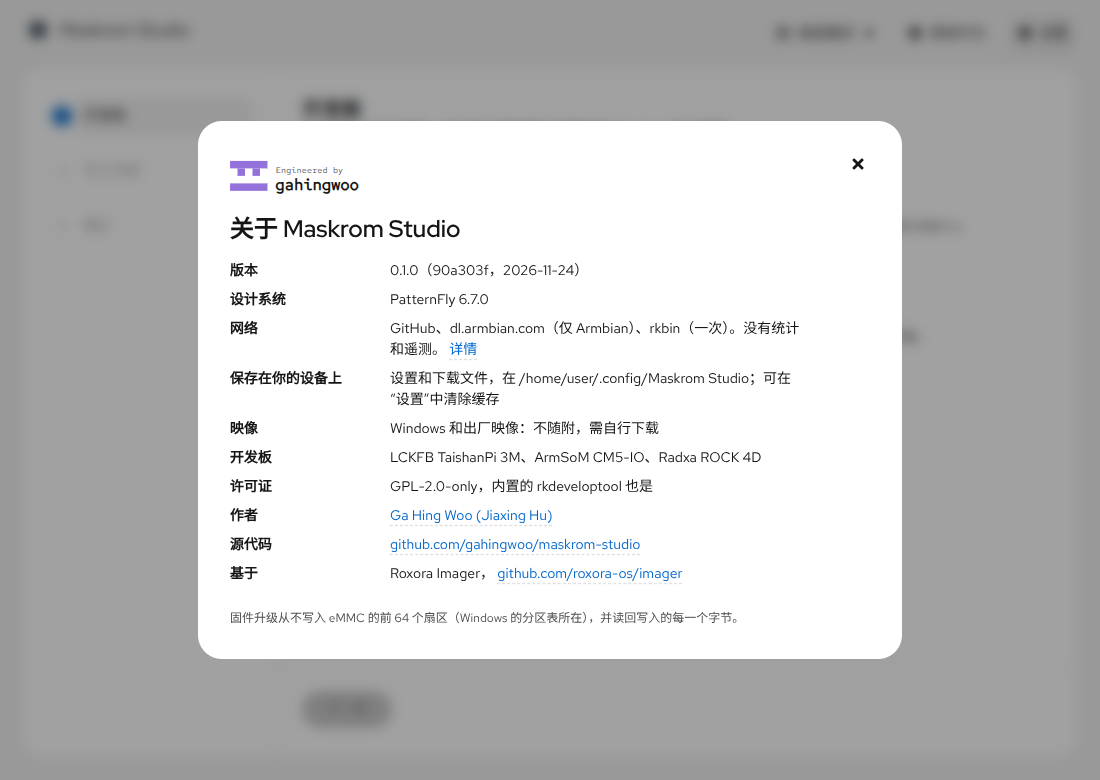 Maskrom Studio
Engineered by
gahingwoo
关于 Maskrom Studio
版本
0.1.0（90a303f，2026-11-24）
设计系统
PatternFly 6.7.0
网络
GitHub、dl.armbian.com（仅 Armbian）、rkbin（一次）。没有统计
和遥测。 详情
保存在你的设备上
设置和下载文件，在 /home/user/.config/Maskrom Studio；可在
“设置”中清除缓存
映像
Windows 和出厂映像：不随附，需自行下载
开发板
LCKFB TaishanPi 3M、ArmSoM CM5-IO、Radxa ROCK 4D
许可证
GPL-2.0-only，内置的 rkdeveloptool 也是
作者
Ga Hing Woo (Jiaxing Hu)
源代码
github.com/gahingwoo/maskrom-studio
基于
Roxora Imager， github.com/roxora-os/imager
固件升级从不写入 eMMC 的前 64 个扇区（Windows 的分区表所在），并读回写入的每一个字节。